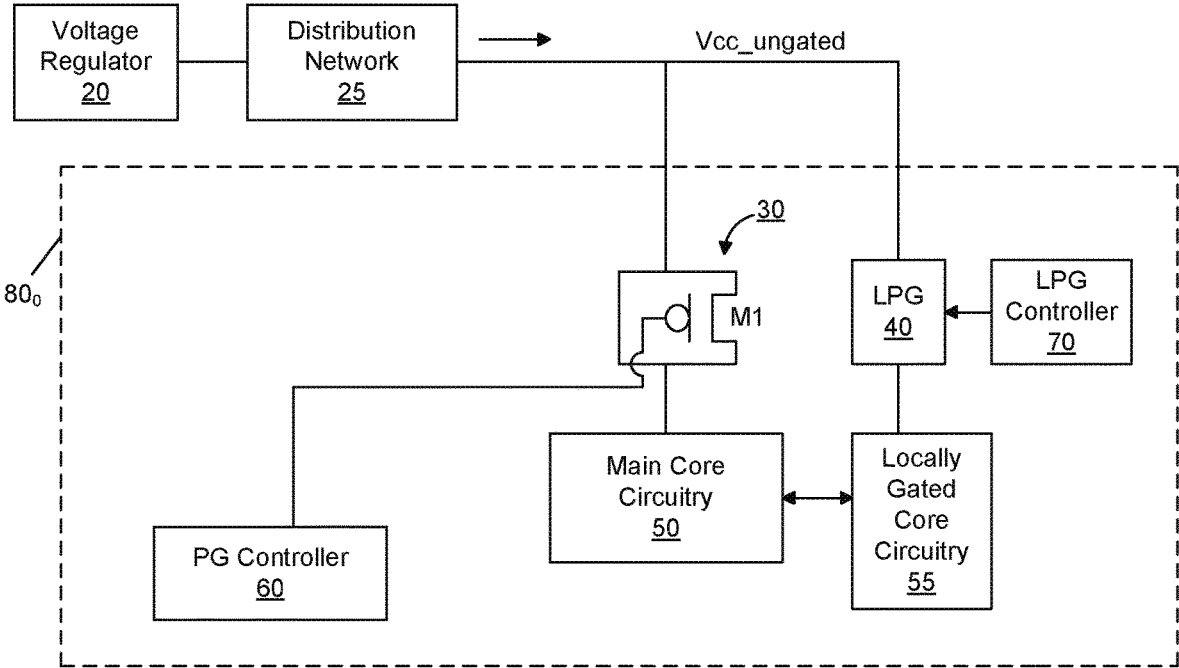 Voltage
Regulator
20
Distribution
Network
25
Vcc_ungated
80₀
30
M1
LPG
40
LPG
Controller
70
Main Core
Circuitry
50
Locally
Gated
Core
Circuitry
55
PG Controller
60